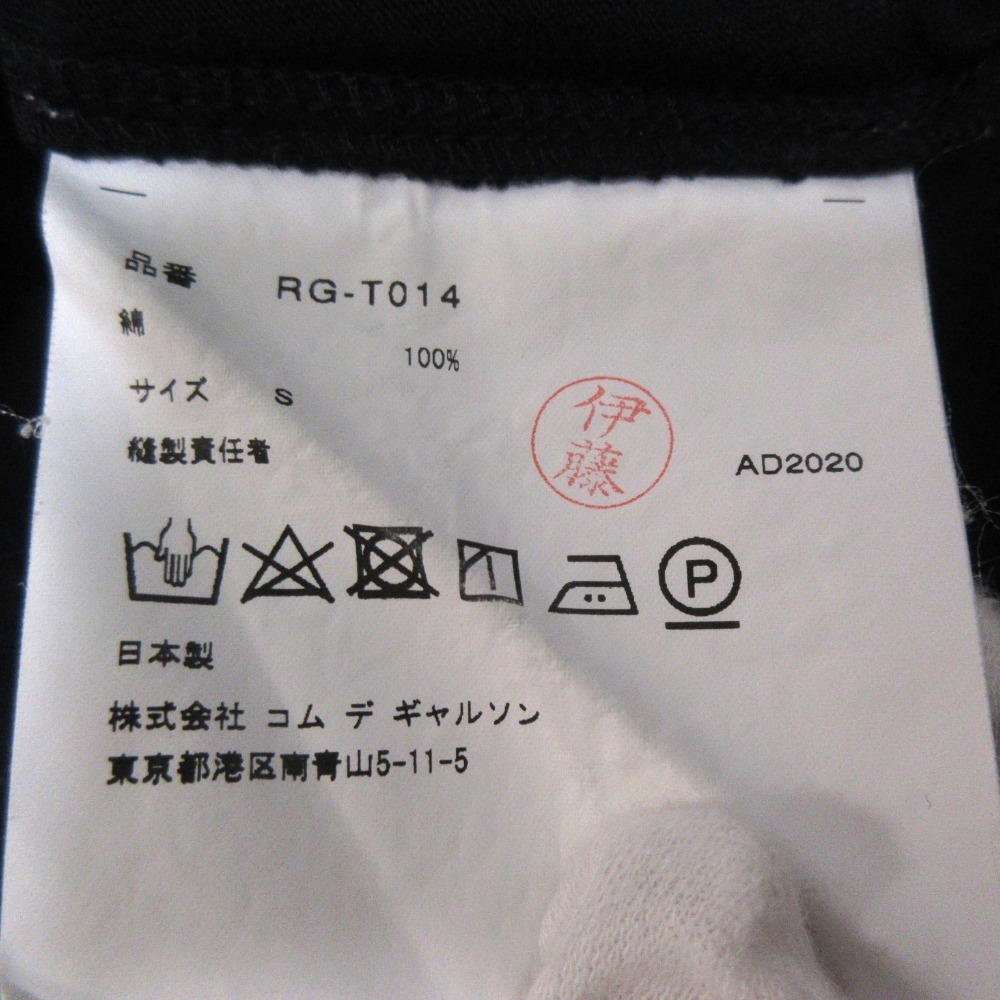 品番 RG-T014
綿 100%
サイズ S
縫製責任者 伊藤 AD2020
P
日本製
株式会社 コム デ ギャルソン
東京都港区南青山5-11-5